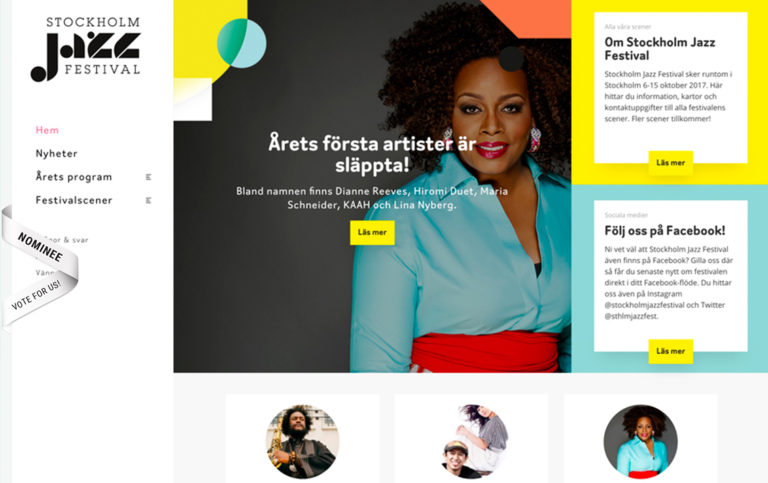 STOCKHOLM
JAZZ
FESTIVAL
Hem
Nyheter
Årets program
Festivalscener
& svar
NOMINEE
VOTE FOR US!
Årets första artister är
släppta!
Bland namnen finns Dianne Reeves, Hiromi Duet, Maria
Schneider, KAAH och Lina Nyberg.
Läs mer
Alla våra scener
Om Stockholm Jazz
Festival
Stockholm Jazz Festival sker runtom i
Stockholm 6-15 oktober 2017. Här
hittar du information, kartor och
kontaktuppgifter till alla festivalens
scener. Fler scener tillkommer!
Läs mer
Sociala medier
Följ oss på Facebook!
Ni vet väl att Stockholm Jazz Festival
även finns på Facebook? Gilla oss där
så får du senaste nytt om festivalen
direkt i ditt Facebook-flöde. Du hittar
oss även på Instagram
@stockholmjazzfestival och Twitter
@sthlmjazzfest.
Läs mer